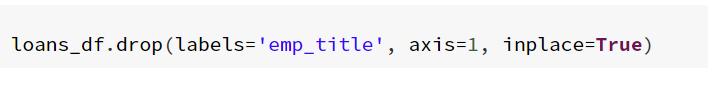 loans_df.drop(labels='emp_title', axis=1, inplace=True)